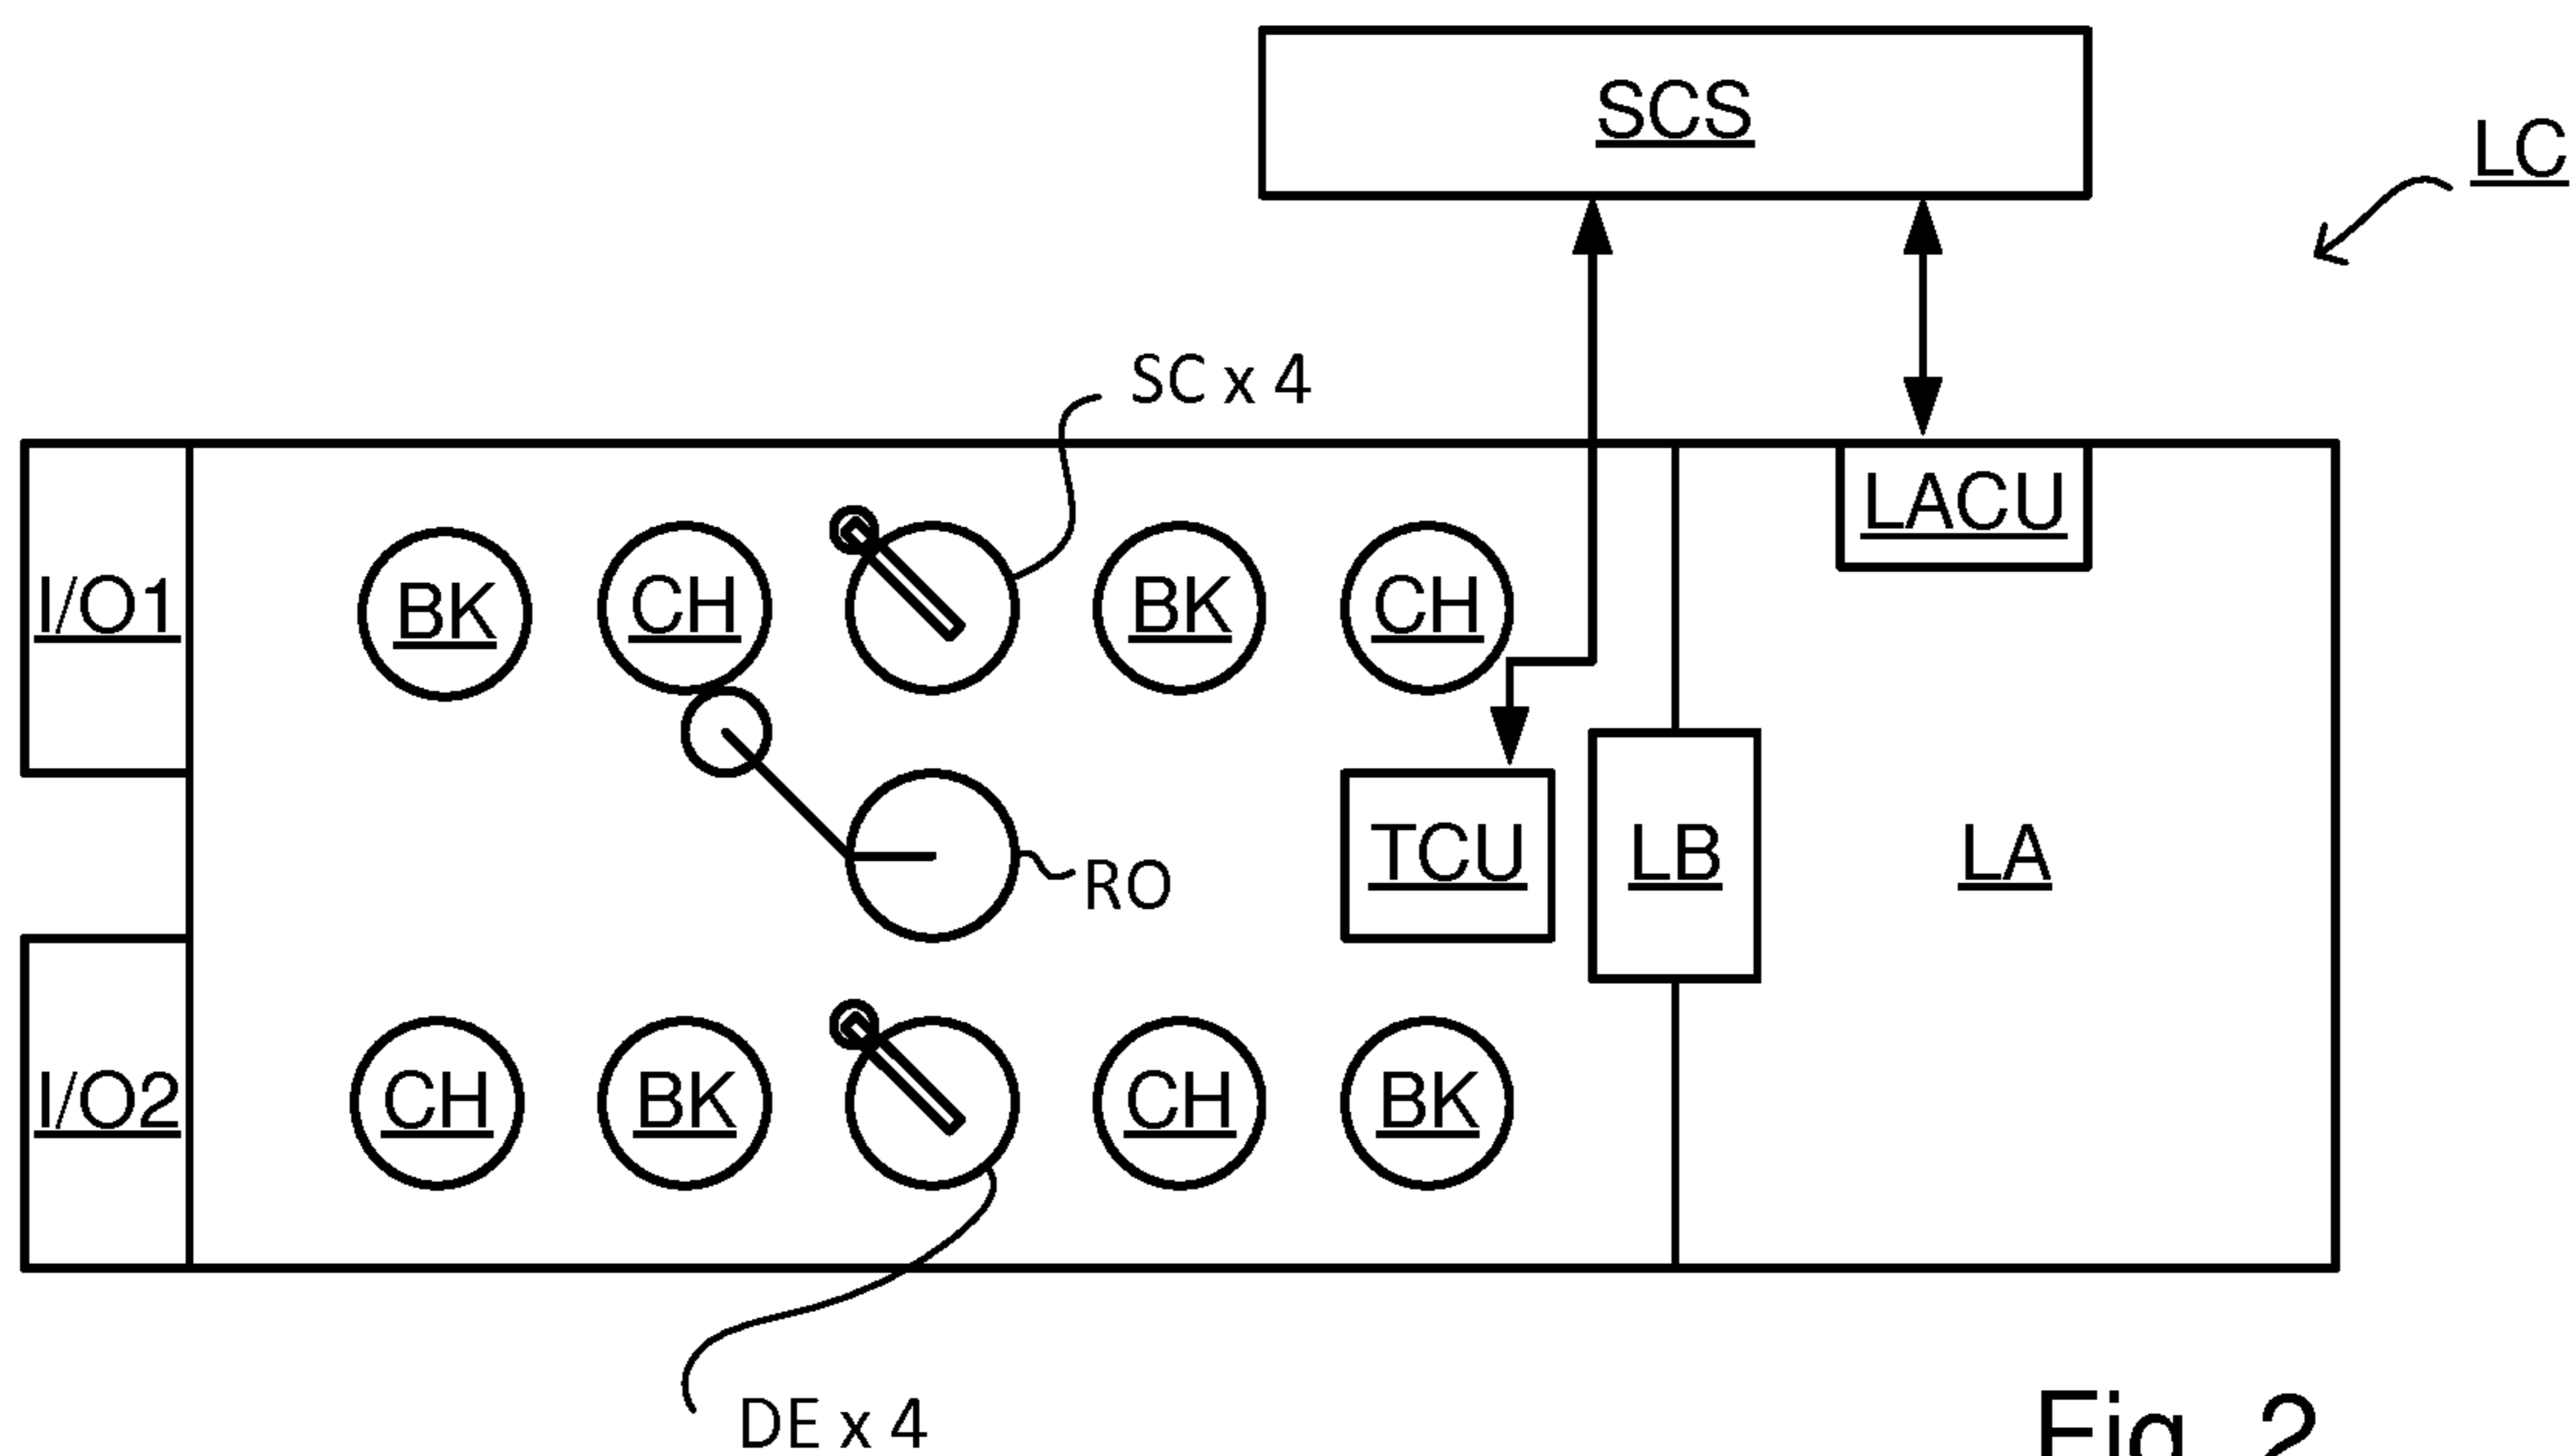 SCS
LC
SC x 4
LACU
I/O1
BK
CH
BK
CH
TCU
LB
LA
RO
I/O2
CH
BK
CH
BK
DE x 4
Fig. 2